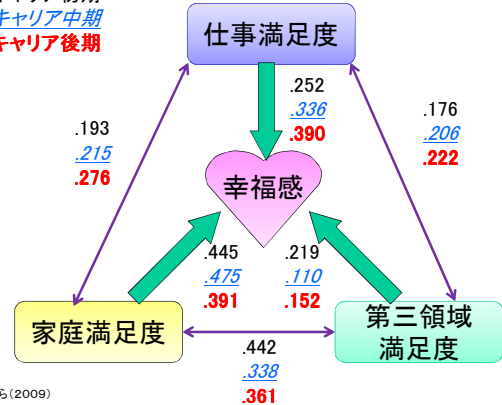 キャリア中期
キャリア後期
仕事満足度
.252
.336
.390
.193
.215
.276
.176
.206
.222
幸福感
.445
.475
.391
.219
.110
.152
家庭満足度
第三領域
満足度
.442
.338
.361
ら(2009)